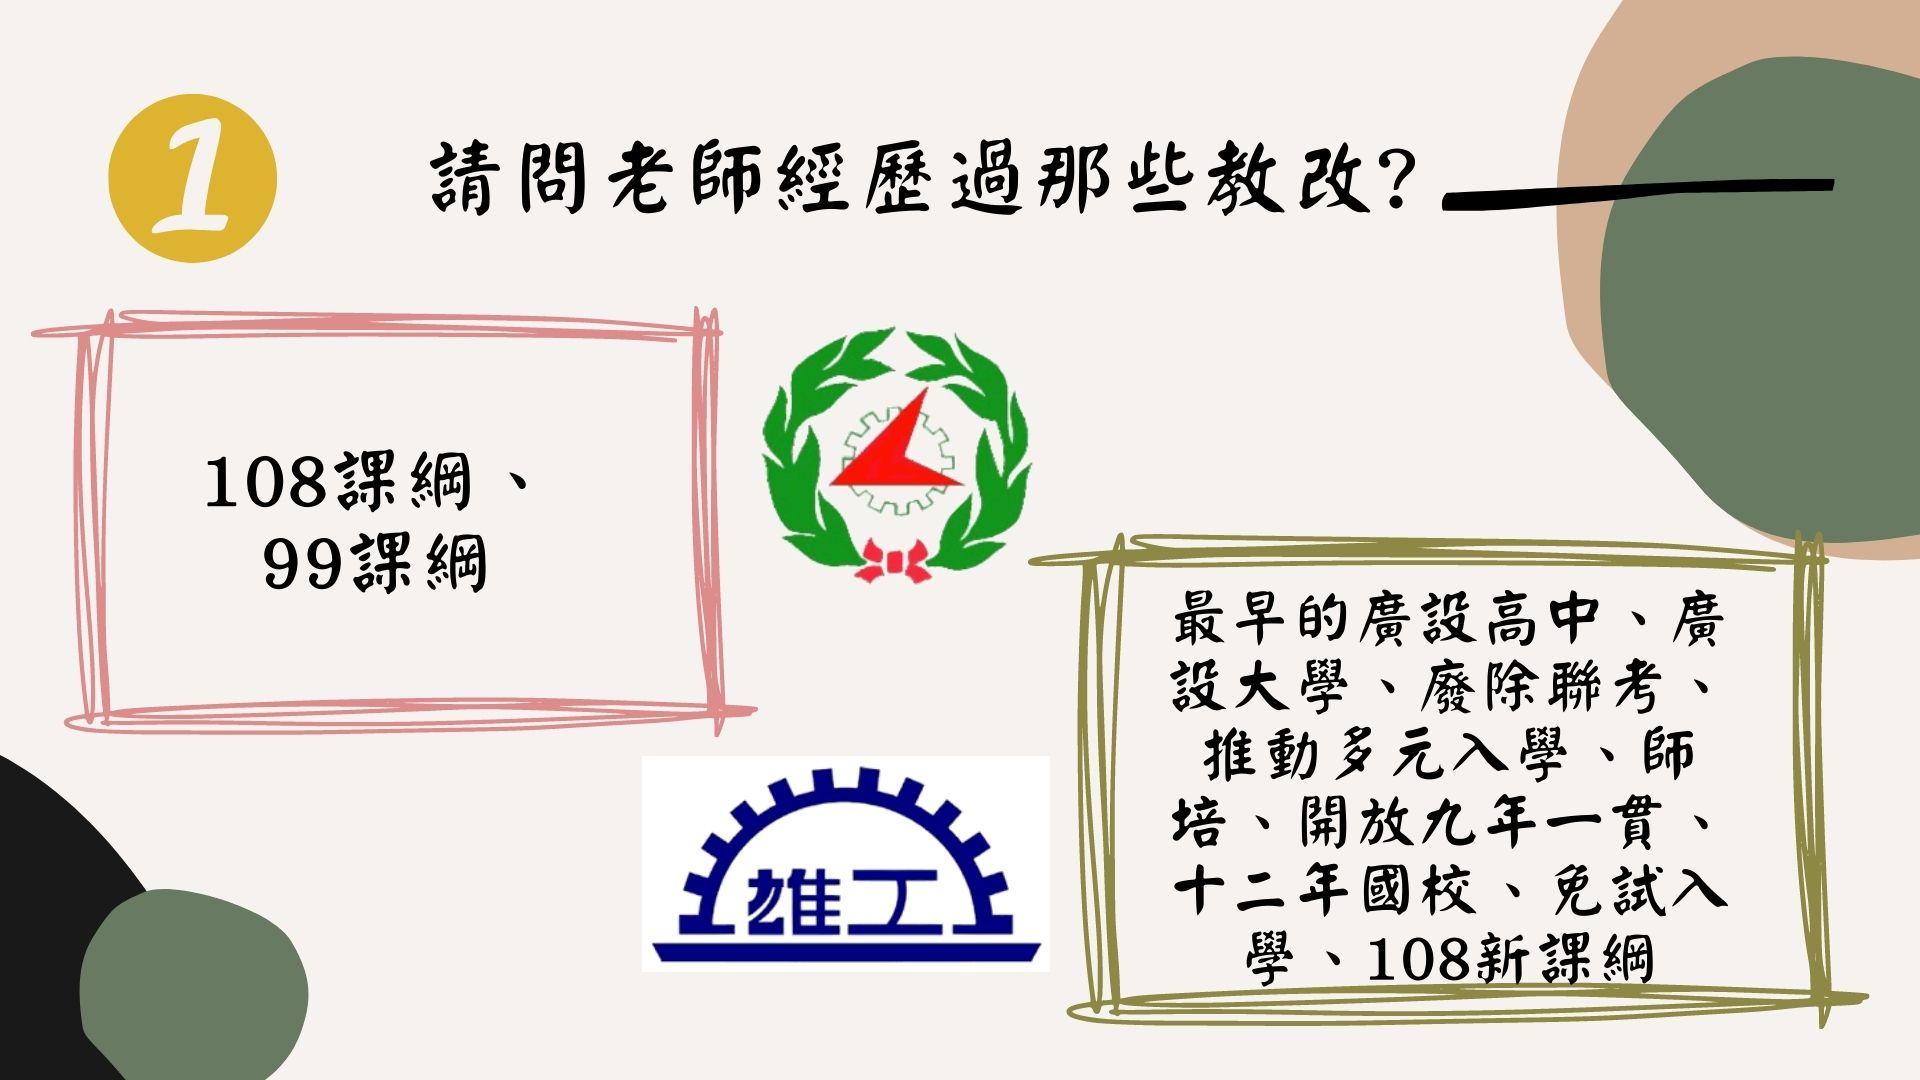 1
請問老師經歷過那些教改?
108課綱、
99課綱
雄工
最早的廣設高中、廣
設大學、廢除聯考、
推動多元入學、師
培、開放九年一貫、
十二年國校、免試入
學、108新課綱